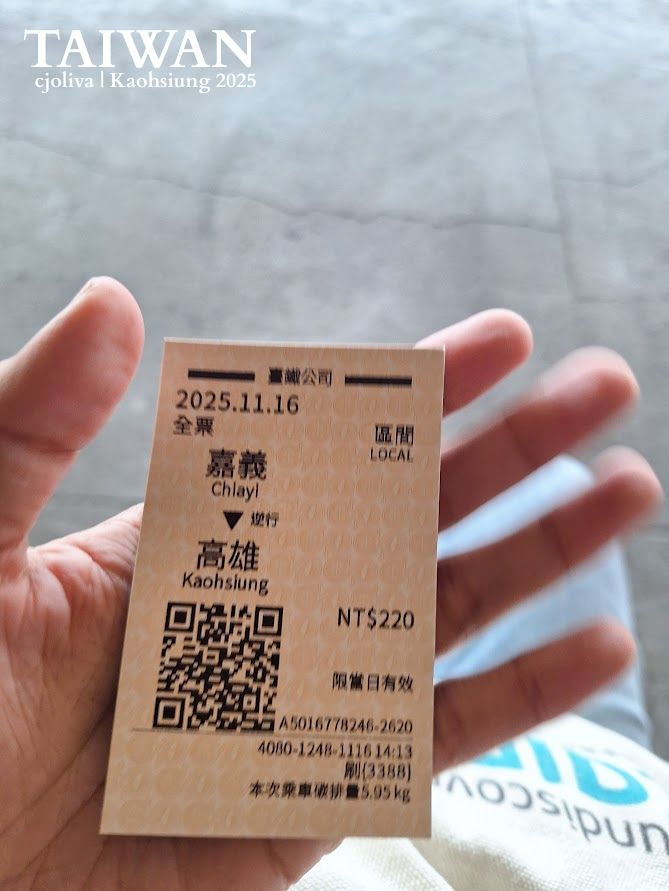 TAIWAN
cjoliva | Kaohsiung 2025
臺鐵公司
2025.11.16
全票
區間
LOCAL
嘉義
Chiayi
▼ 逆行
高雄
Kaohsiung
NT$220
限當日有效
A5016778246-2620
4080-1248-1116 14:13
刷(3388)
本次乘車碳排量5.95kg
undiscov